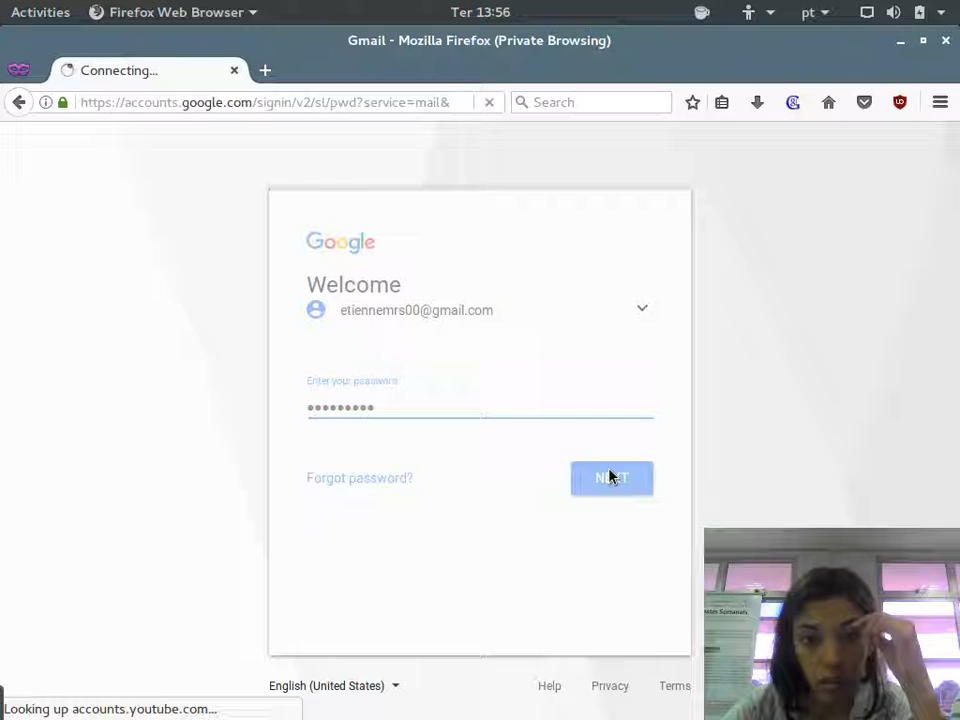 Activities Firefox Web Browser Ter 13:56 pt
Gmail - Mozilla Firefox (Private Browsing)
Connecting...
https://accounts.google.com/signin/v2/sl/pwd?service=mail& Search
Google
Welcome
etiennemrs00@gmail.com
Enter your password
Forgot password? NEXT
English (United States) Help Privacy Terms
Looking up accounts.youtube.com...